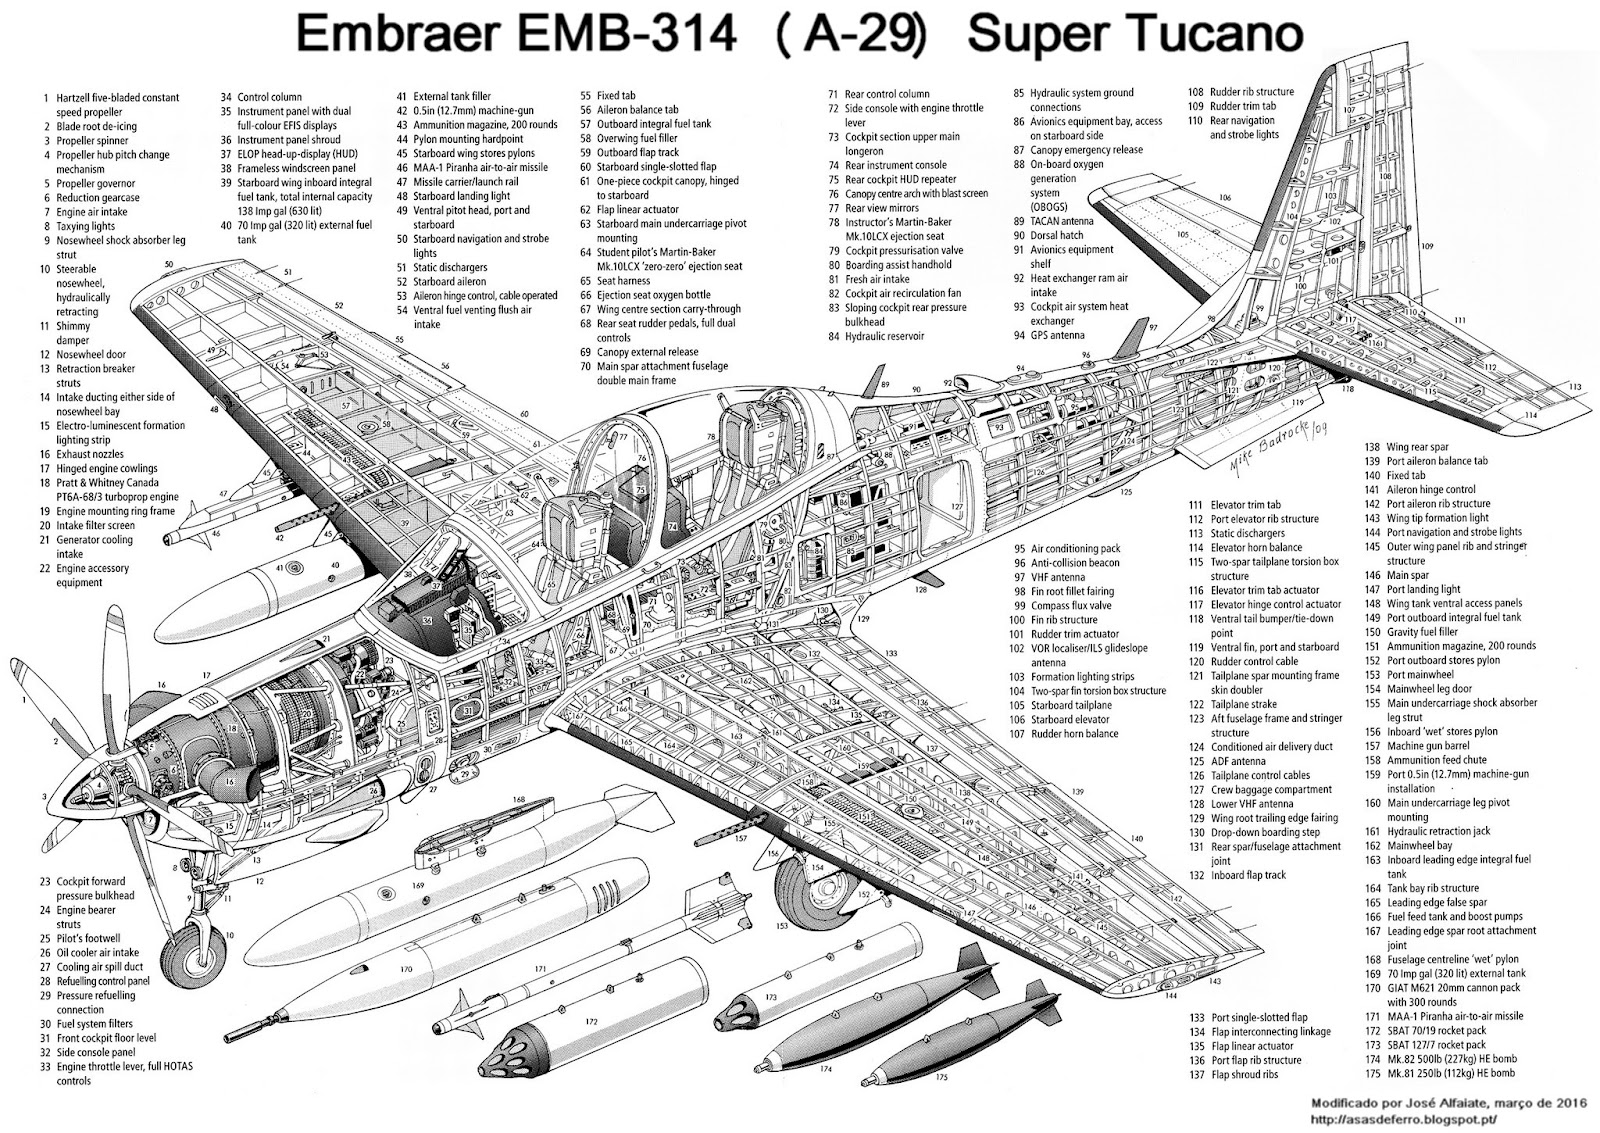 Embraer EMB-314 (A-29) Super Tucano
1 Hartzell five-bladed constant
speed propeller
2 Blade root de-icing
3 Propeller spinner
4 Propeller hub pitch change
mechanism
5 Propeller governor
6 Reduction gearcase
7 Engine air intake
8 Taxying lights
9 Nosewheel shock absorber leg
strut
10 Steerable
nosewheel,
hydraulically
retracting
11 Shimmy
damper
12 Nosewheel door
13 Retraction breaker
struts
14 Intake ducting either side of
nosewheel bay
15 Electro-luminescent formation
lighting strip
16 Exhaust nozzles
17 Hinged engine cowlings
18 Pratt & Whitney Canada
PT6A-68/3 turboprop engine
19 Engine mounting ring frame
20 Intake filter screen
21 Generator cooling
intake
22 Engine accessory
equipment
23 Cockpit forward
pressure bulkhead
24 Engine bearer
struts
25 Pilot's footwell
26 Oil cooler air intake
27 Cooling air spill duct
28 Refuelling control panel
29 Pressure refuelling
connection
30 Fuel system filters
31 Front cockpit floor level
32 Side console panel
33 Engine throttle lever, full HOTAS
controls
34 Control column
35 Instrument panel with dual
full-colour EFIS displays
36 Instrument panel shroud
37 ELOP head-up-display (HUD)
38 Frameless windscreen panel
39 Starboard wing inboard integral
fuel tank, total internal capacity
138 Imp gal (630 lit)
40 70 Imp gal (320 lit) external fuel
tank
41 External tank filler
42 0.5in (12.7mm) machine-gun
43 Ammunition magazine, 200 rounds
44 Pylon mounting hardpoint
45 Starboard wing stores pylons
46 MAA-1 Piranha air-to-air missile
47 Missile carrier/launch rail
48 Starboard landing light
49 Ventral pitot head, port and
starboard
50 Starboard navigation and strobe
lights
51 Static dischargers
52 Starboard aileron
53 Aileron hinge control, cable operated
54 Ventral fuel venting flush air
intake
55 Fixed tab
56 Aileron balance tab
57 Outboard integral fuel tank
58 Overwing fuel filler
59 Outboard flap track
60 Starboard single-slotted flap
61 One-piece cockpit canopy, hinged
to starboard
62 Flap linear actuator
63 Starboard main undercarriage pivot
mounting
64 Student pilot's Martin-Baker
Mk.10LCX 'zero-zero' ejection seat
65 Seat harness
66 Ejection seat oxygen bottle
67 Wing centre section carry-through
68 Rear seat rudder pedals, full dual
controls
69 Canopy external release
70 Main spar attachment fuselage
double main frame
71 Rear control column
72 Side console with engine throttle
lever
73 Cockpit section upper main
longeron
74 Rear instrument console
75 Rear cockpit HUD repeater
76 Canopy centre arch with blast screen
77 Rear view mirrors
78 Instructor's Martin-Baker
Mk.10LCX ejection seat
79 Cockpit pressurisation valve
80 Boarding assist handhold
81 Fresh air intake
82 Cockpit air recirculation fan
83 Sloping cockpit rear pressure
bulkhead
84 Hydraulic reservoir
85 Hydraulic system ground
connections
86 Avionics equipment bay, access
on starboard side
87 Canopy emergency release
88 On-board oxygen
generation
system
(OBOGS)
89 TACAN antenna
90 Dorsal hatch
91 Avionics equipment
shelf
92 Heat exchanger ram air
intake
93 Cockpit air system heat
exchanger
94 GPS antenna
95 Air conditioning pack
96 Anti-collision beacon
97 VHF antenna
98 Fin root fillet fairing
99 Compass flux valve
100 Fin rib structure
101 Rudder trim actuator
102 VOR localiser/ILS glideslope
antenna
103 Formation lighting strips
104 Two-spar fin torsion box structure
105 Starboard tailplane
106 Starboard elevator
107 Rudder horn balance
108 Rudder rib structure
109 Rudder trim tab
110 Rear navigation
and strobe lights
111 Elevator trim tab
112 Port elevator rib structure
113 Static dischargers
114 Elevator horn balance
115 Two-spar tailplane torsion box
structure
116 Elevator trim tab actuator
117 Elevator hinge control actuator
118 Ventral tail bumper/tie-down
point
119 Ventral fin, port and starboard
120 Rudder control cable
121 Tailplane spar mounting frame
skin doubler
122 Tailplane strake
123 Aft fuselage frame and stringer
structure
124 Conditioned air delivery duct
125 ADF antenna
126 Tailplane control cables
127 Crew baggage compartment
128 Lower VHF antenna
129 Wing root trailing edge fairing
130 Drop-down boarding step
131 Rear spar/fuselage attachment
joint
132 Inboard flap track
133 Port single-slotted flap
134 Flap interconnecting linkage
135 Flap linear actuator
136 Port flap rib structure
137 Flap shroud ribs
138 Wing rear spar
139 Port aileron balance tab
140 Fixed tab
141 Aileron hinge control
142 Port aileron rib structure
143 Wing tip formation light
144 Port navigation and strobe lights
145 Outer wing panel rib and stringer
structure
146 Main spar
147 Port landing light
148 Wing tank ventral access panels
149 Port outboard integral fuel tank
150 Gravity fuel filler
151 Ammunition magazine, 200 rounds
152 Port outboard stores pylon
153 Port mainwheel
154 Mainwheel leg door
155 Main undercarriage shock absorber
leg strut
156 Inboard 'wet' stores pylon
157 Machine gun barrel
158 Ammunition feed chute
159 Port 0.5in (12.7mm) machine-gun
installation
160 Main undercarriage leg pivot
mounting
161 Hydraulic retraction jack
162 Mainwheel bay
163 Inboard leading edge integral fuel
tank
164 Tank bay rib structure
165 Leading edge false spar
166 Fuel feed tank and boost pumps
167 Leading edge spar root attachment
joint
168 Fuselage centreline 'wet' pylon
169 70 Imp gal (320 lit) external tank
170 GIAT M621 20mm cannon pack
with 300 rounds
171 MAA-1 Piranha air-to-air missile
172 SBAT 70/19 rocket pack
173 SBAT 127/7 rocket pack
174 Mk.82 500lb (227kg) HE bomb
175 Mk.81 250lb (112kg) HE bomb
Mike Badrocke/09
Modificado por José Alfaiate, março de 2016
http://asasdeferro.blogspot.pt/